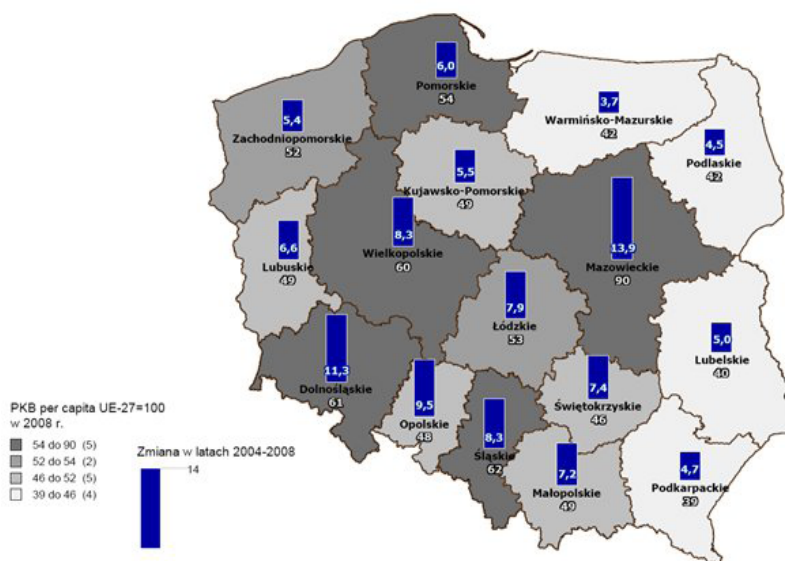 6,0
Pomorskie
54
3,7
Warmińsko-Mazurskie
42
5,4
Zachodniopomorskie
52
4,5
Podlaskie
42
5,5
Kujawsko-Pomorskie
49
8,3
Wielkopolskie
60
6,6
Lubuskie
49
13,9
Mazowieckie
90
7,9
Łódzkie
53
5,0
Lubelskie
40
11,3
Dolnośląskie
61
9,5
Opolskie
48
7,4
Świętokrzyskie
46
8,3
Śląskie
62
7,2
Małopolskie
49
4,7
Podkarpackie
39
PKB per capita UE-27=100
w 2008 r.
54 do 90 (5)
52 do 54 (2)
46 do 52 (5)
39 do 46 (4)
Zmiana w latach 2004-2008
14